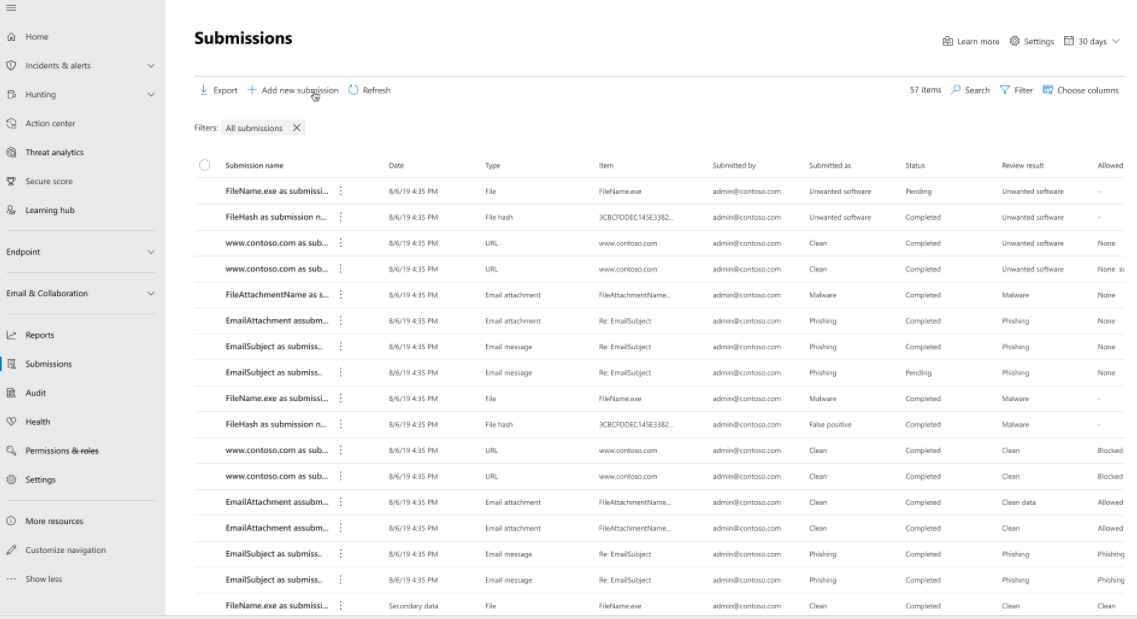 Home
Incidents & alerts
Hunting
Action center
Threat analytics
Secure score
Learning hub
Endpoint
Email & Collaboration
Reports
Submissions
Audit
Health
Permissions & roles
Settings
More resources
Customize navigation
Show less
Submissions
Learn more Settings 30 days
Export Add new submission Refresh 57 items Search Filter Choose columns
Filters: All submissions
Submission name Date Type Item Submitted by Submitted as Status Review result Allowed
FileName.exe as submissi... 8/6/19 4:35 PM File FileName.exe admin@contoso.com Unwanted software Pending Unwanted software -
FileHash as submission n... 8/6/19 4:35 PM File hash 3CBCFDDEC145E3382... admin@contoso.com Unwanted software Completed Unwanted software -
www.contoso.com as sub... 8/6/19 4:35 PM URL www.contoso.com admin@contoso.com Clean Completed Unwanted software None
www.contoso.com as sub... 8/6/19 4:35 PM URL www.contoso.com admin@contoso.com Clean Completed Unwanted software None
FileAttachmentName as s... 8/6/19 4:35 PM Email attachment FileAttachmentName.. admin@contoso.com Malware Completed Malware None
EmailAttachment assubm... 8/6/19 4:35 PM Email attachment Re: EmailSubject admin@contoso.com Phishing Completed Phishing None
EmailSubject as submiss.. 8/6/19 4:35 PM Email message Re: EmailSubject admin@contoso.com Phishing Completed Phishing None
EmailSubject as submiss.. 8/6/19 4:35 PM Email message Re: EmailSubject admin@contoso.com Phishing Pending Phishing None
FileName.exe as submissi... 8/6/19 4:35 PM File FileName.exe admin@contoso.com Malware Completed Malware -
FileHash as submission n... 8/6/19 4:35 PM File hash 3CBCFDDEC145E3382... admin@contoso.com False positive Completed Malware -
www.contoso.com as sub... 8/6/19 4:35 PM URL www.contoso.com admin@contoso.com Clean Completed Clean Blocked
www.contoso.com as sub... 8/6/19 4:35 PM URL www.contoso.com admin@contoso.com Clean Completed Clean Blocked
EmailAttachment assubm... 8/6/19 4:35 PM Email attachment FileAttachmentName.. admin@contoso.com Clean Completed Clean data Allowed
EmailAttachment assubm... 8/6/19 4:35 PM Email attachment FileAttachmentName.. admin@contoso.com Clean Completed Clean Allowed
EmailSubject as submiss.. 8/6/19 4:35 PM Email message Re: EmailSubject admin@contoso.com Phishing Completed Phishing Phishing
EmailSubject as submiss.. 8/6/19 4:35 PM Email message Re: EmailSubject admin@contoso.com Phishing Completed Phishing Phishing
FileName.exe as submissi... Secondary data File FileName.exe admin@contoso.com Clean Completed Clean Clean